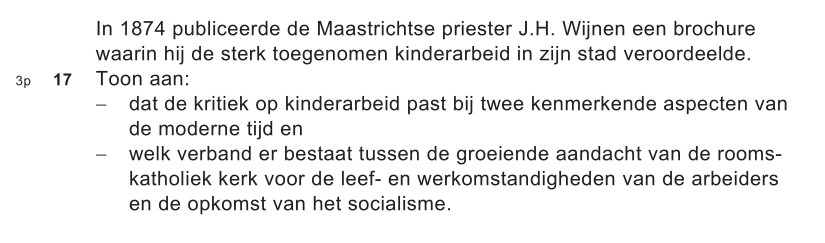 In 1874 publiceerde de Maastrichtse priester J.H. Wijnen een brochure
waarin hij de sterk toegenomen kinderarbeid in zijn stad veroordeelde.
3p 17 Toon aan:
– dat de kritiek op kinderarbeid past bij twee kenmerkende aspecten van
de moderne tijd en
– welk verband er bestaat tussen de groeiende aandacht van de rooms-
katholiek kerk voor de leef- en werkomstandigheden van de arbeiders
en de opkomst van het socialisme.